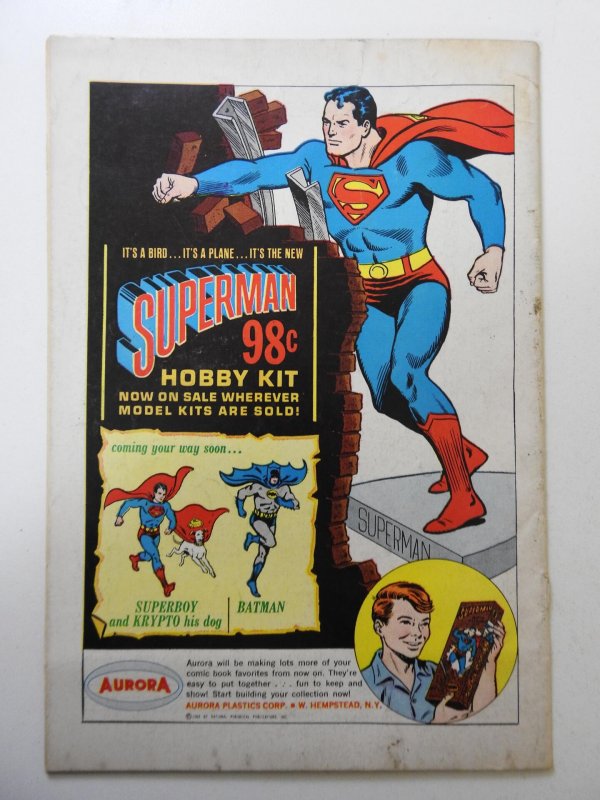 IT'S A BIRD...IT'S A PLANE...IT'S THE NEW
SUPERMAN
98c
HOBBY KIT
NOW ON SALE WHEREVER
MODEL KITS ARE SOLD!
coming your way soon...
SUPERBOY
and KRYPTO his dog
BATMAN
S
SUPERMAN
SUPERMAN
AURORA
Aurora will be making lots more of your
comic book favorites from now on. They're
easy to put together . . . fun to keep and
show! Start building your collection now!
AURORA PLASTICS CORP. • W. HEMPSTEAD, N.Y.